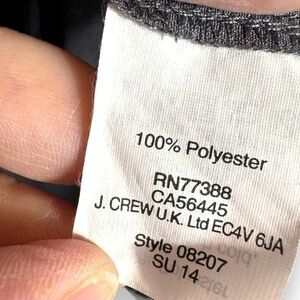 100% Polyester
RN77388
CA56445
J. CREW U.K. Ltd EC4V 6JA
Style 08207
SU 14